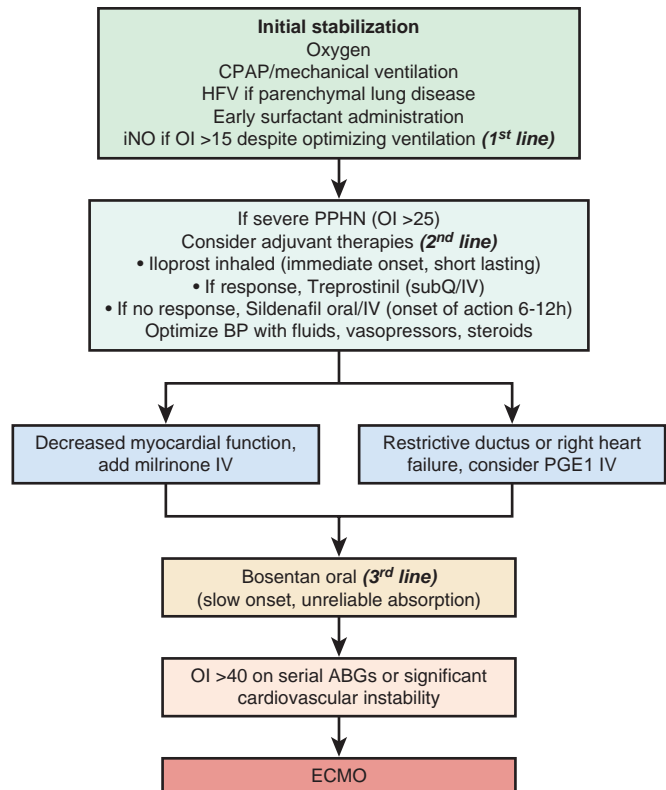 Initial stabilization
Oxygen
CPAP/mechanical ventilation
HFV if parenchymal lung disease
Early surfactant administration
iNO if OI >15 despite optimizing ventilation (1st line)
If severe PPHN (OI >25)
Consider adjuvant therapies (2nd line)
• Iloprost inhaled (immediate onset, short lasting)
• If response, Treprostinil (subQ/IV)
• If no response, Sildenafil oral/IV (onset of action 6-12h)
Optimize BP with fluids, vasopressors, steroids
Decreased myocardial function,
add milrinone IV
Restrictive ductus or right heart
failure, consider PGE1 IV
Bosentan oral (3rd line)
(slow onset, unreliable absorption)
OI >40 on serial ABGs or significant
cardiovascular instability
ECMO